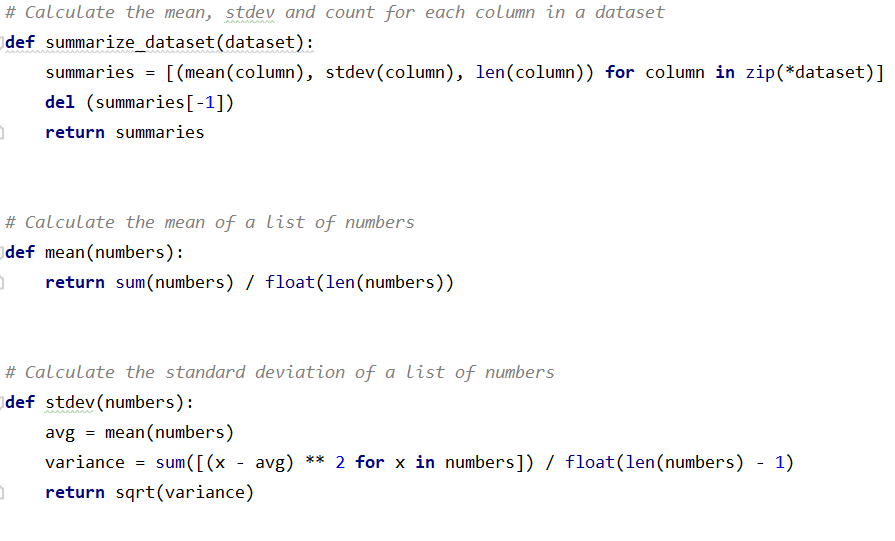 # Calculate the mean, stdev and count for each column in a dataset
def summarize_dataset(dataset):
    summaries = [(mean(column), stdev(column), len(column)) for column in zip(*dataset)]
    del (summaries[-1])
    return summaries
# Calculate the mean of a list of numbers
def mean(numbers):
    return sum(numbers) / float(len(numbers))
# Calculate the standard deviation of a list of numbers
def stdev(numbers):
    avg = mean(numbers)
    variance = sum([(x - avg) ** 2 for x in numbers]) / float(len(numbers) - 1)
    return sqrt(variance)